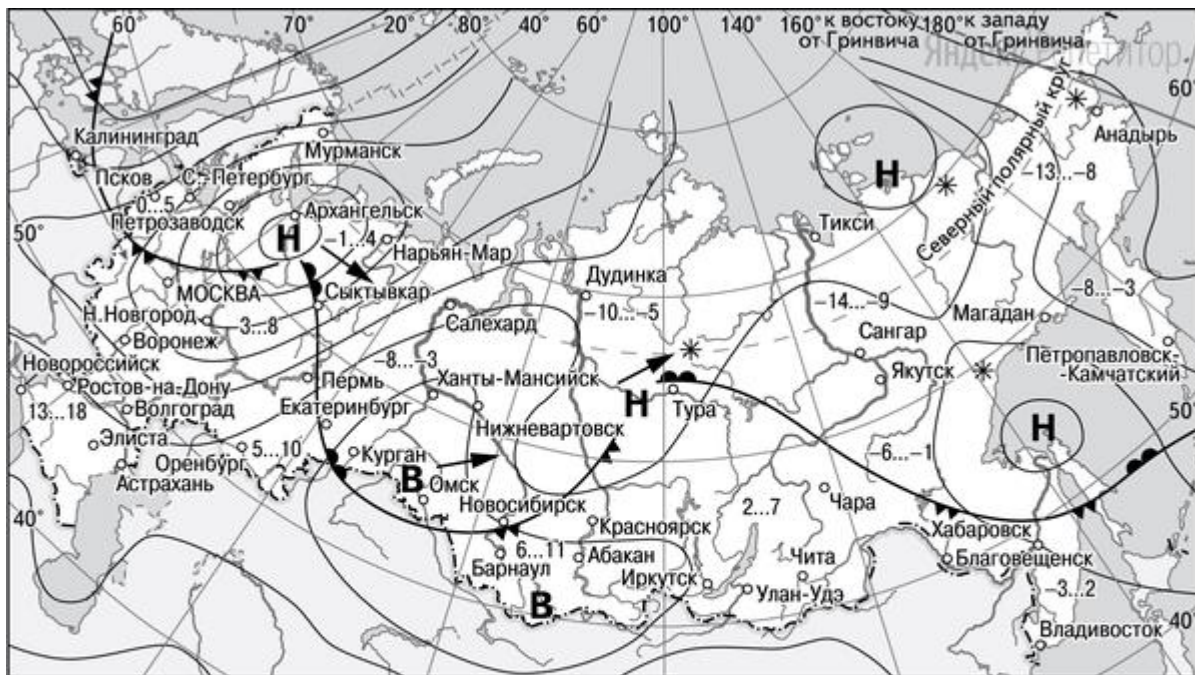 60° 70° 20° 40° 60° 80° 100° 120° 140° 160° к востоку 180° к западу
от Гринвича от Гринвича
Яндекс Репетитор
60°
Северный полярный круг
Калининград
Мурманск
Анадырь
Псков С.-Петербург
-13...-8
0...5
Н
Петрозаводск
Архангельск
Тикси
50°
Н
-1...4
Нарьян-Мар
Дудинка
МОСКВА
Сыктывкар
-10...-5
-14...-9
-8...-3
Магадан
Н.Новгород
3...8
Салехард
Сангар
Воронеж
Петропавловск-
-Камчатский
Новороссийск
-8...-3
Ростов-на-Дону
Пермь
Ханты-Мансийск
Якутск
13...18
Волгоград
Екатеринбург
Н
Тура
50°
Элиста
Нижневартовск
Н
Оренбург
5...10
Курган
-6...-1
Астрахань
В
Омск
Чара
40°
Новосибирск
2...7
Красноярск
Хабаровск
6...11
Абакан
Чита
Благовещенск
Барнаул
Иркутск
Улан-Удэ
-3...2
В
40°
Владивосток